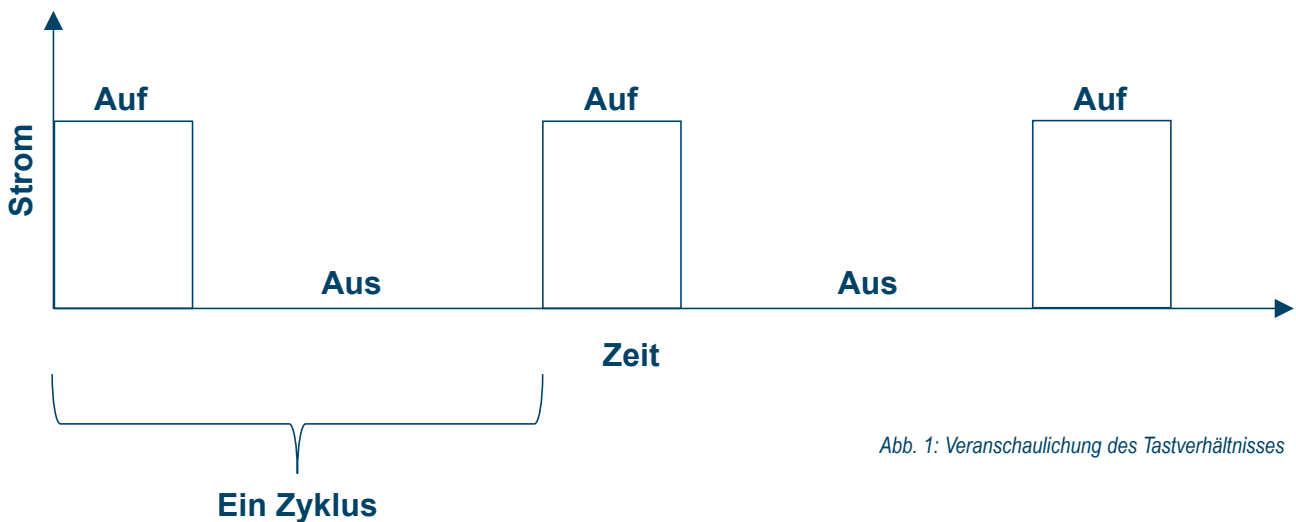 Auf
Auf
Auf
Strom
Aus
Aus
Zeit
Abb. 1: Veranschaulichung des Tastverhältnisses
Ein Zyklus